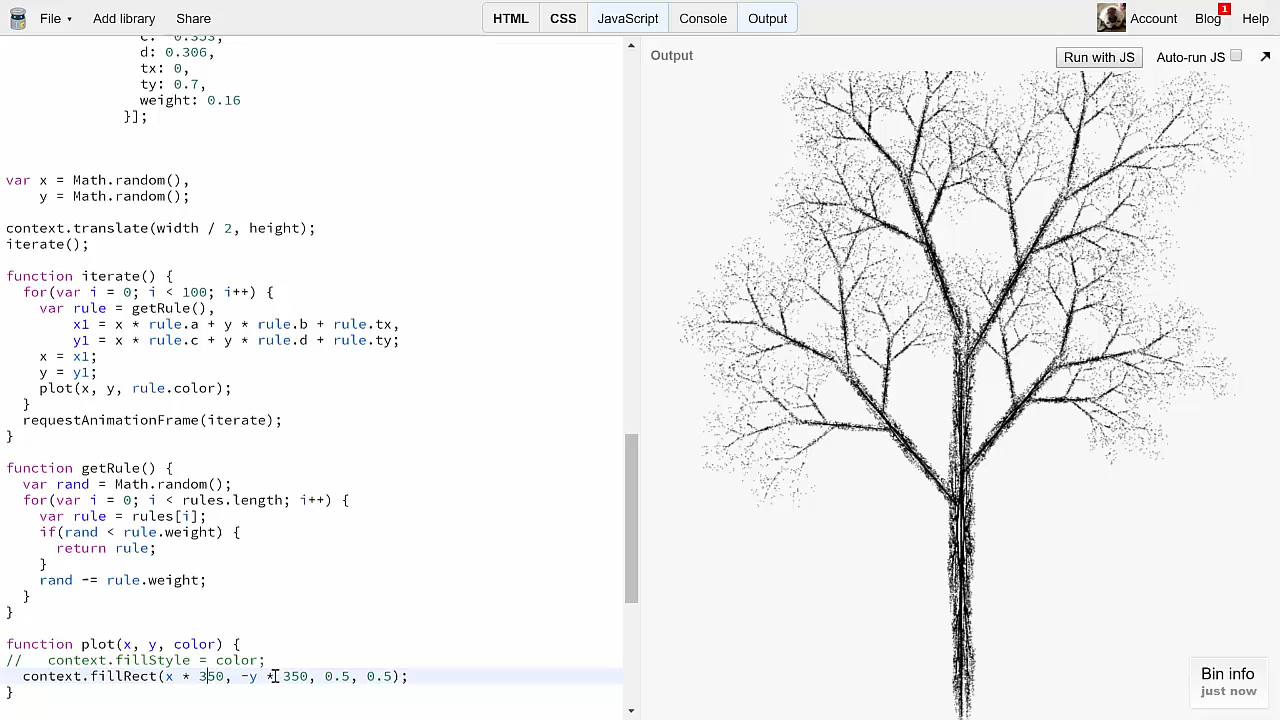 File ▾ Add library Share HTML CSS JavaScript Console Output Account Blog 1 Help
d: 0.306,
tx: 0,
ty: 0.7,
weight: 0.16
}];
var x = Math.random(),
y = Math.random();
context.translate(width / 2, height);
iterate();
function iterate() {
for(var i = 0; i < 100; i++) {
var rule = getRule(),
x1 = x * rule.a + y * rule.b + rule.tx,
y1 = x * rule.c + y * rule.d + rule.ty;
x = x1;
y = y1;
plot(x, y, rule.color);
}
requestAnimationFrame(iterate);
}
function getRule() {
var rand = Math.random();
for(var i = 0; i < rules.length; i++) {
var rule = rules[i];
if(rand < rule.weight) {
return rule;
}
rand -= rule.weight;
}
}
function plot(x, y, color) {
// context.fillStyle = color;
context.fillRect(x * 350, -y * 350, 0.5, 0.5);
}
Output
Run with JS Auto-run JS
Bin info
just now